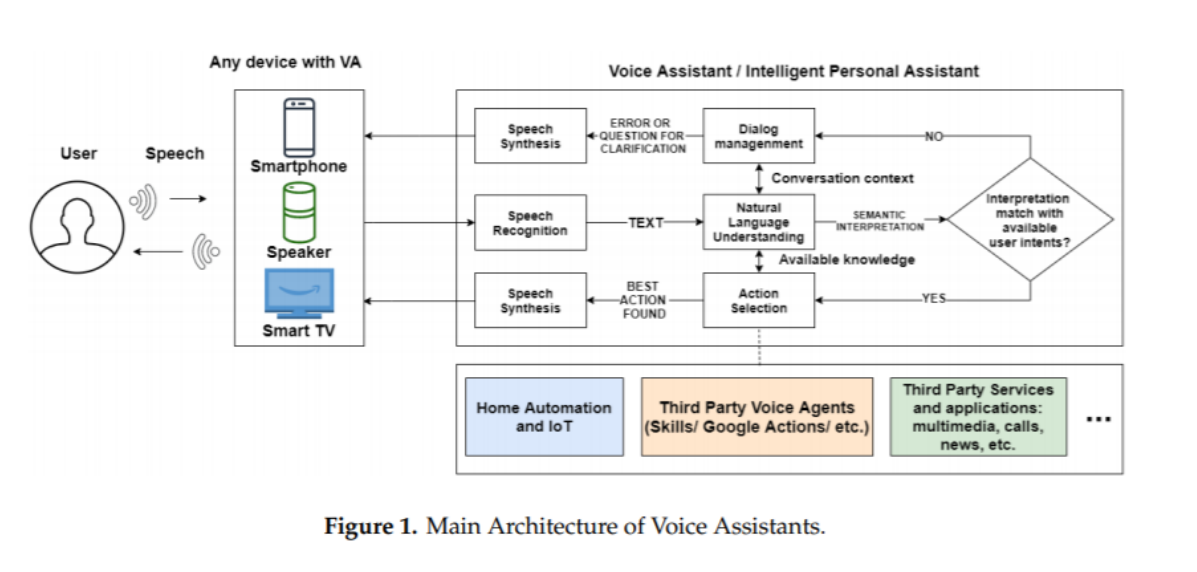 Any device with VA
Voice Assistant / Intelligent Personal Assistant
User
Speech
Smartphone
Speaker
Smart TV
Speech
Synthesis
ERROR OR
QUESTION FOR
CLARIFICATION
Dialog
managenment
NO
Conversation context
Speech
Recognition
TEXT
Natural
Language
Understanding
SEMANTIC
INTERPRETATION
Interpretation
match with
available
user intents?
Available knowledge
Speech
Synthesis
BEST
ACTION
FOUND
Action
Selection
YES
Home Automation
and IoT
Third Party Voice Agents
(Skills/ Google Actions/ etc.)
Third Party Services
and applications:
multimedia, calls,
news, etc.
...
Figure 1. Main Architecture of Voice Assistants.